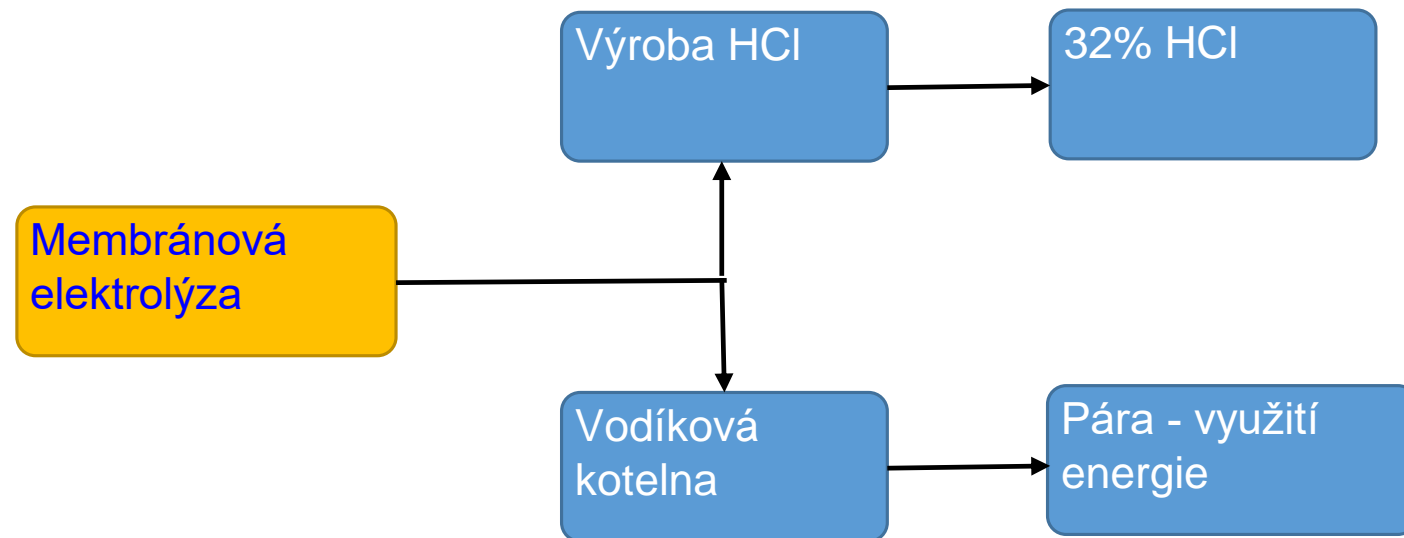 Výroba HCl
32% HCl
Membránová
elektrolýza
Vodíková
kotelna
Pára - využití
energie